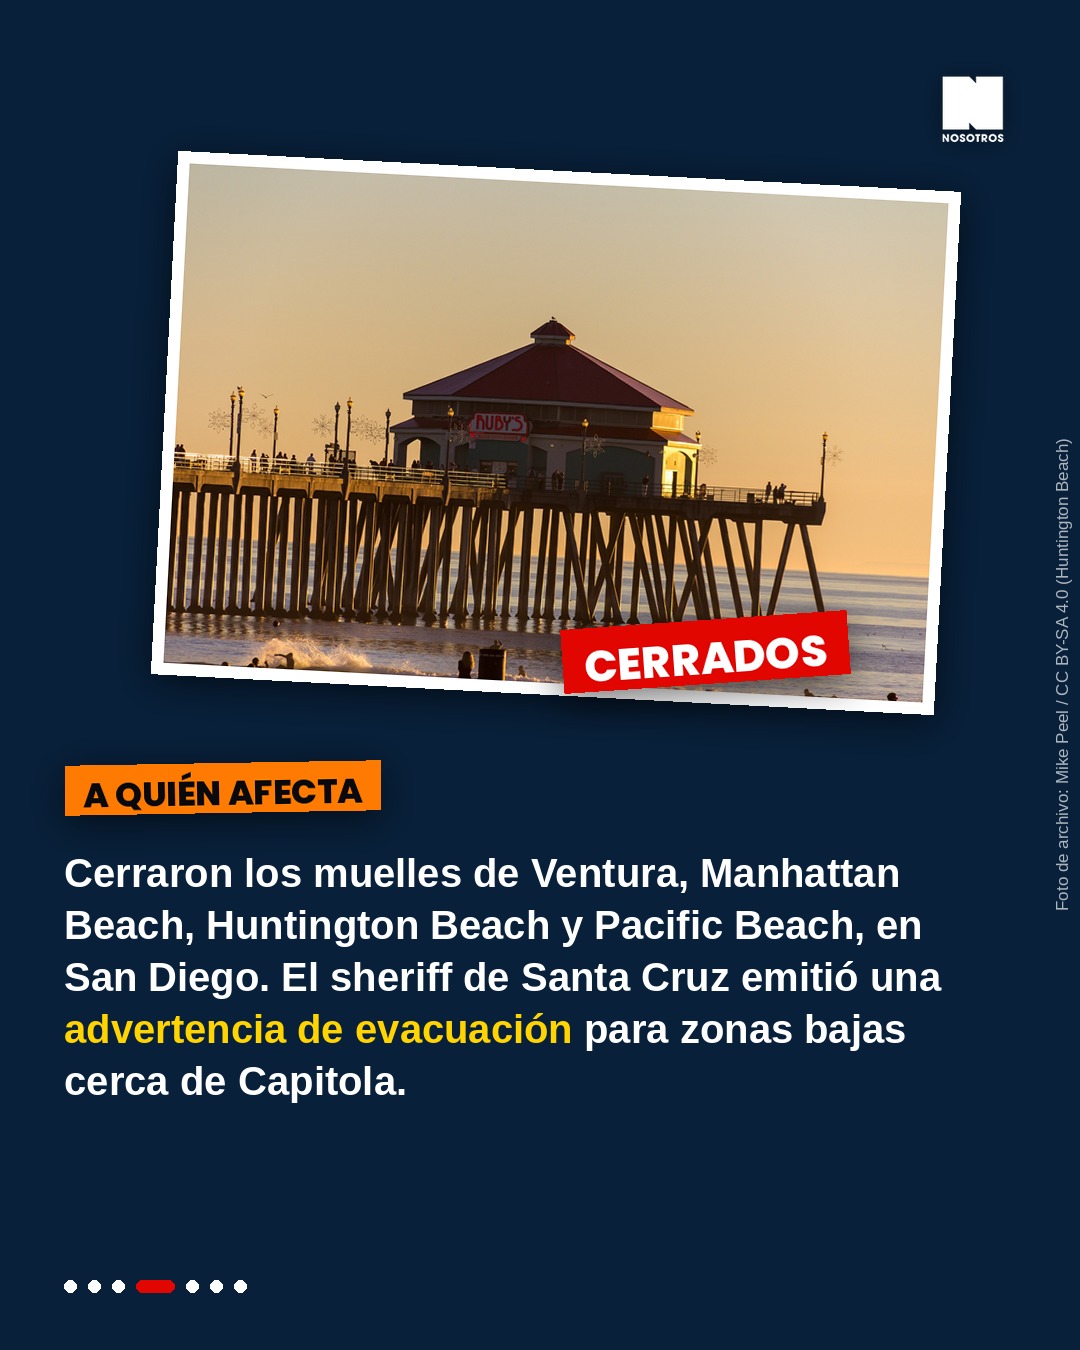 NOSOTROS
RUBY'S
CERRADOS
A QUIÉN AFECTA
Cerraron los muelles de Ventura, Manhattan
Beach, Huntington Beach y Pacific Beach, en
San Diego. El sheriff de Santa Cruz emitió una
advertencia de evacuación para zonas bajas
cerca de Capitola.
Foto de archivo: Mike Peel / CC BY-SA 4.0 (Huntington Beach)